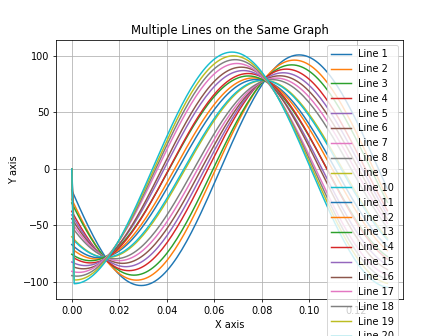 Multiple Lines on the Same Graph
Y axis
100
50
0
−50
−100
0.00
0.02
0.04
0.06
0.08
0.10
X axis
Line 1
Line 2
Line 3
Line 4
Line 5
Line 6
Line 7
Line 8
Line 9
Line 10
Line 11
Line 12
Line 13
Line 14
Line 15
Line 16
Line 17
Line 18
Line 19
Line 20